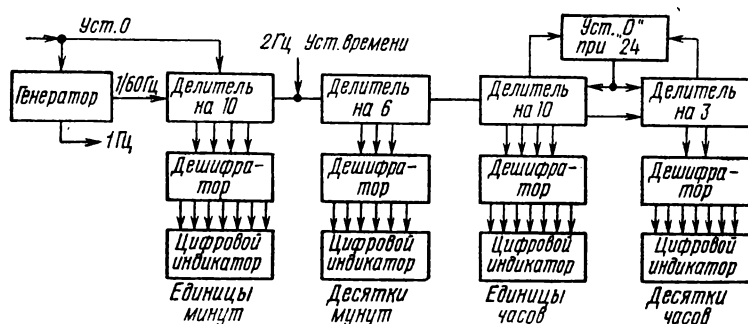 Уст. 0
2Гц Уст. времени
Уст. „0"
при 24
Генератор
1/60Гц
1Гц
Делитель
на 10
Делитель
на 6
Делитель
на 10
Делитель
на 3
Дешифра-
тор
Дешифра-
тор
Дешифра-
тор
Дешифра-
тор
Цифровой
индикатор
Цифровой
индикатор
Цифровой
индикатор
Цифровой
индикатор
Единицы
минут
Десятки
минут
Единицы
часов
Десятки
часов